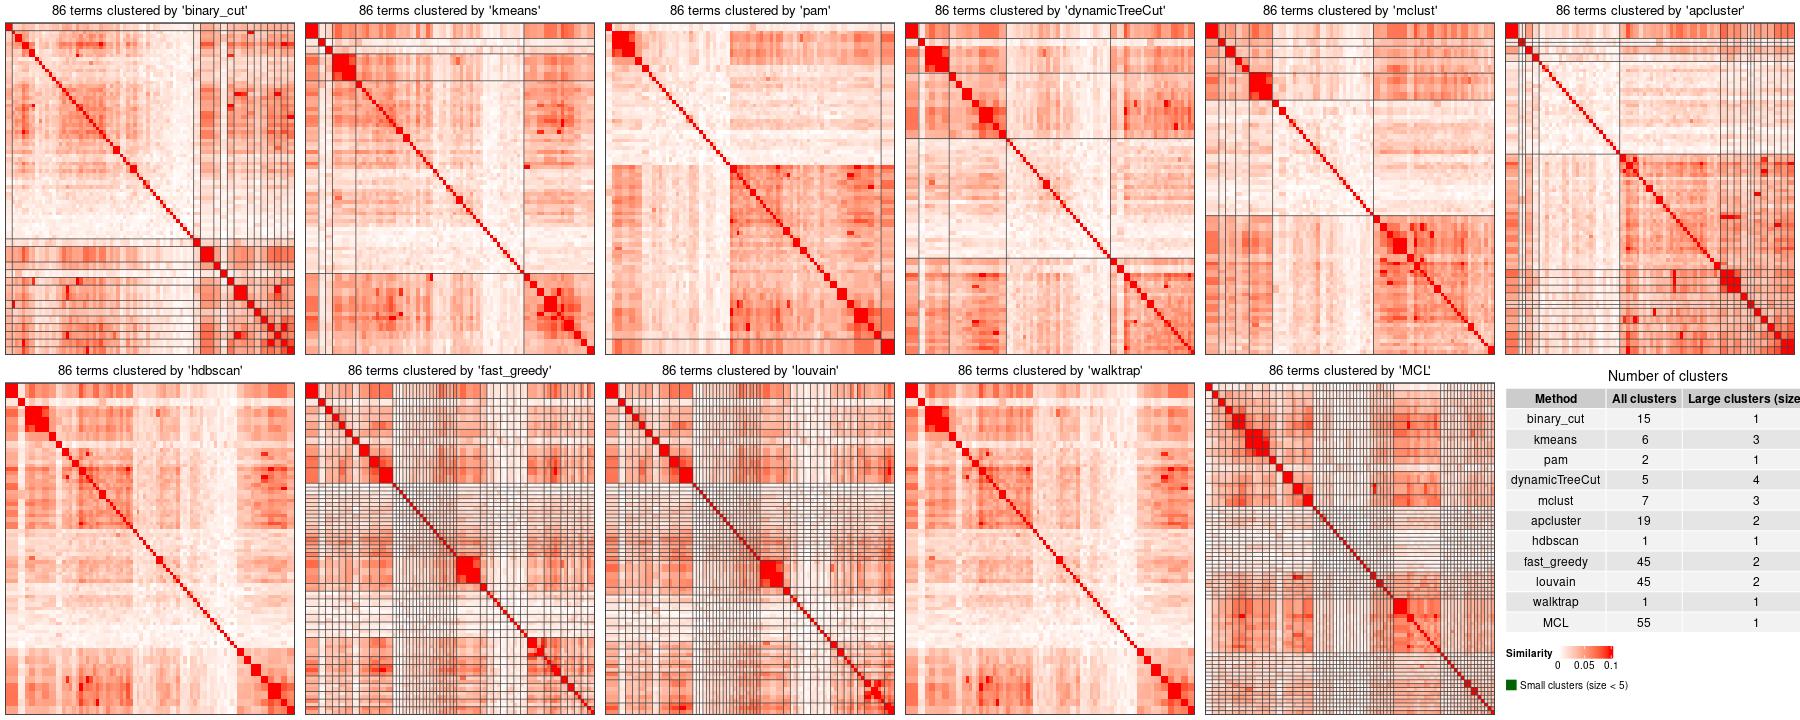 86 terms clustered by 'binary_cut'
86 terms clustered by 'kmeans'
86 terms clustered by 'pam'
86 terms clustered by 'dynamicTreeCut'
86 terms clustered by 'mclust'
86 terms clustered by 'apcluster'
86 terms clustered by 'hdbscan'
86 terms clustered by 'fast_greedy'
86 terms clustered by 'louvain'
86 terms clustered by 'walktrap'
86 terms clustered by 'MCL'
Number of clusters
Method All clusters Large clusters (size
binary_cut 15 1
kmeans 6 3
pam 2 1
dynamicTreeCut 5 4
mclust 7 3
apcluster 19 2
hdbscan 1 1
fast_greedy 45 2
louvain 45 2
walktrap 1 1
MCL 55 1
Similarity
0 0.05 0.1
Small clusters (size < 5)